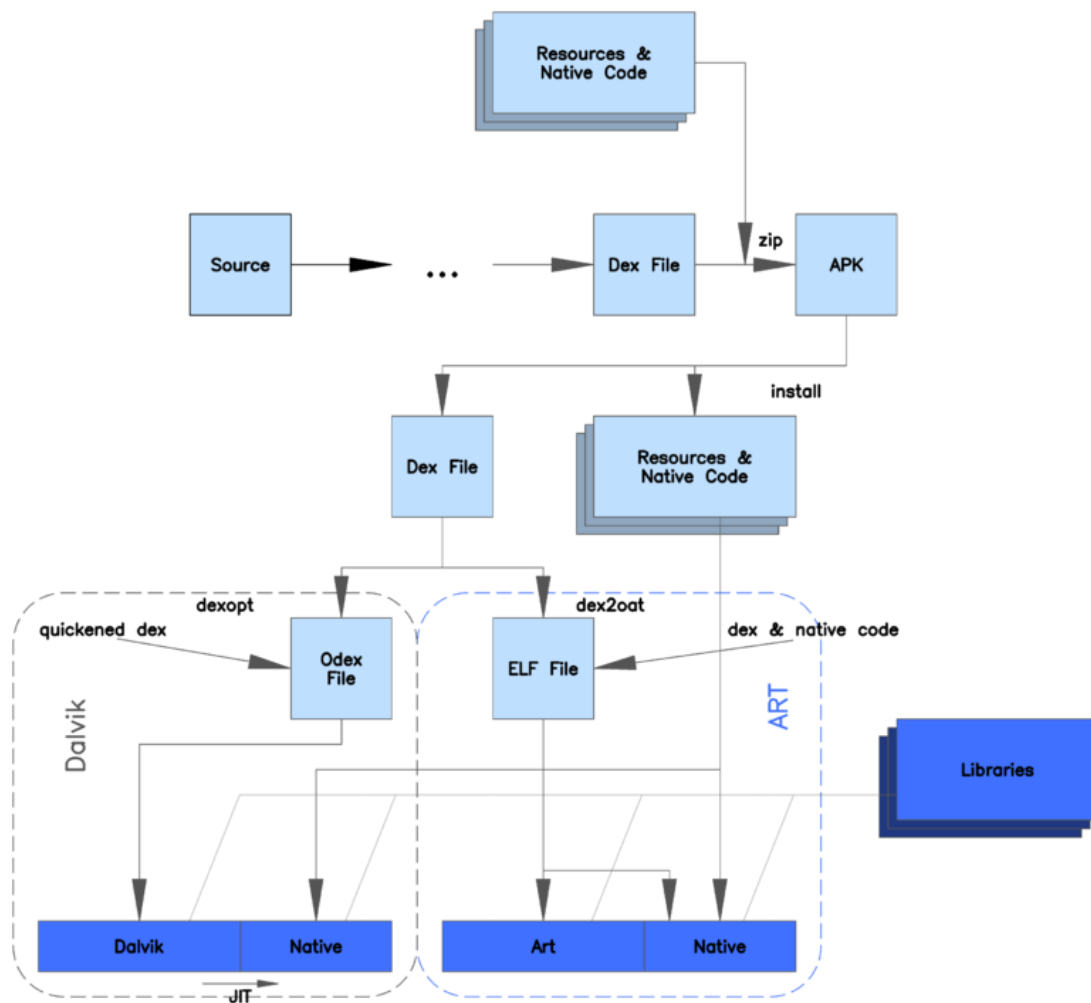 Resources &
Native Code
Source
...
Dex File
zip
APK
install
Dex File
Resources &
Native Code
dexopt
dex2oat
quickened dex
dex & native code
Odex
File
ELF File
Dalvik
ART
Libraries
Dalvik
Native
Art
Native
JIT